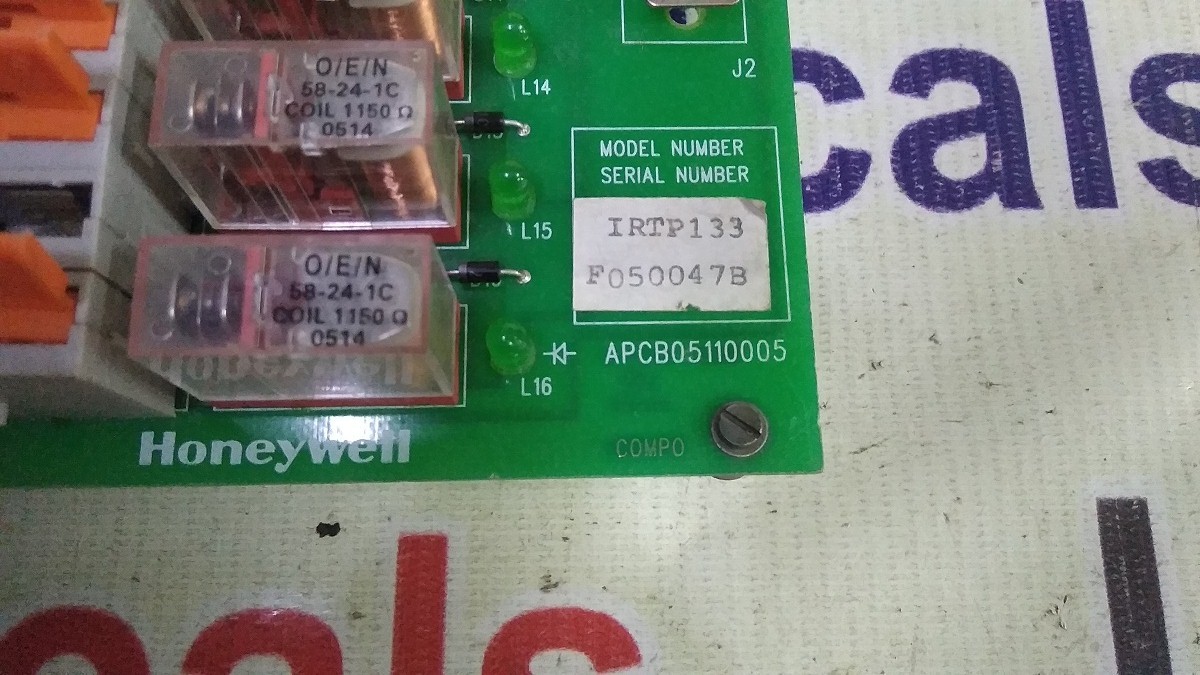 O/E/N
58-24-1C
COIL 1150 Ω
0514
L14
J2
MODEL NUMBER
SERIAL NUMBER
IRTP133
F050047B
L15
O/E/N
58-24-1C
COIL 1150 Ω
0514
L16
APCB05110005
Honeywell
COMPO
cals
cals